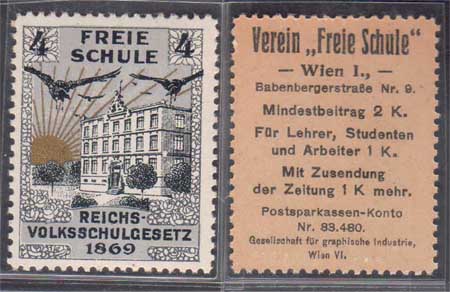 4 FREIE 4
SCHULE
REICHS-
VOLKSSCHULGESETZ
1869
Verein „Freie Schule“
— Wien I., —
Babenbergerstraße Nr. 9.
Mindestbeitrag 2 K.
Für Lehrer, Studenten
und Arbeiter 1 K.
Mit Zusendung
der Zeitung 1 K mehr.
Postsparkassen-Konto
Nr. 83.480.
Gesellschaft für graphische Industrie,
Wien VI.